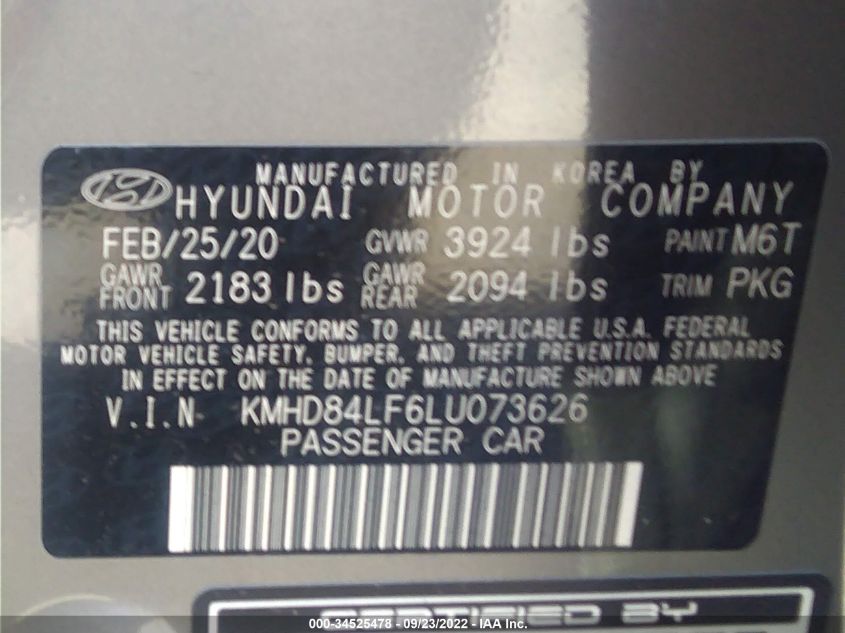 MANUFACTURED IN KOREA BY
HYUNDAI MOTOR COMPANY
FEB/25/20 GVWR 3924 lbs PAINT M6T
GAWR FRONT 2183 lbs GAWR REAR 2094 lbs TRIM PKG
THIS VEHICLE CONFORMS TO ALL APPLICABLE U.S.A. FEDERAL
MOTOR VEHICLE SAFETY, BUMPER, AND THEFT PREVENTION STANDARDS
IN EFFECT ON THE DATE OF MANUFACTURE SHOWN ABOVE
V.I.N KMHD84LF6LU073626
PASSENGER CAR
CERTIFIED BY
000-34525478 - 09/23/2022 - IAA Inc.